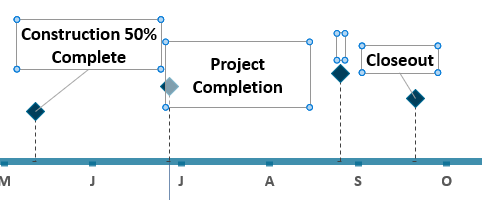 Construction 50%
Complete
Project
Completion
Closeout
M J J A S O